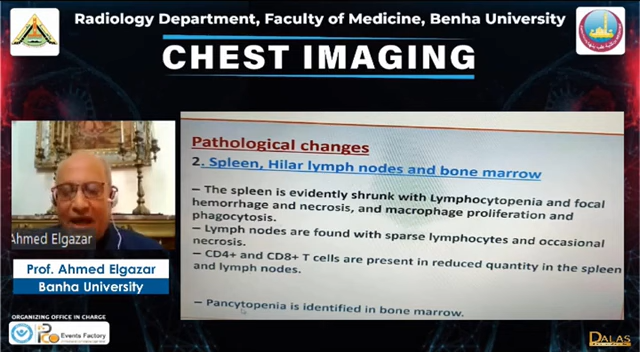 Radiology Department, Faculty of Medicine, Benha University
CHEST IMAGING
Pathological changes
2. Spleen, Hilar lymph nodes and bone marrow
– The spleen is evidently shrunk with Lymphocytopenia and focal
hemorrhage and necrosis, and macrophage proliferation and
phagocytosis.
– Lymph nodes are found with sparse lymphocytes and occasional
necrosis.
– CD4+ and CD8+ T cells are present in reduced quantity in the spleen
and lymph nodes.
– Pancytopenia is identified in bone marrow.
Ahmed Elgazar
Prof. Ahmed Elgazar
Banha University
ORGANIZING OFFICE IN CHARGE
Events Factory
DALAS